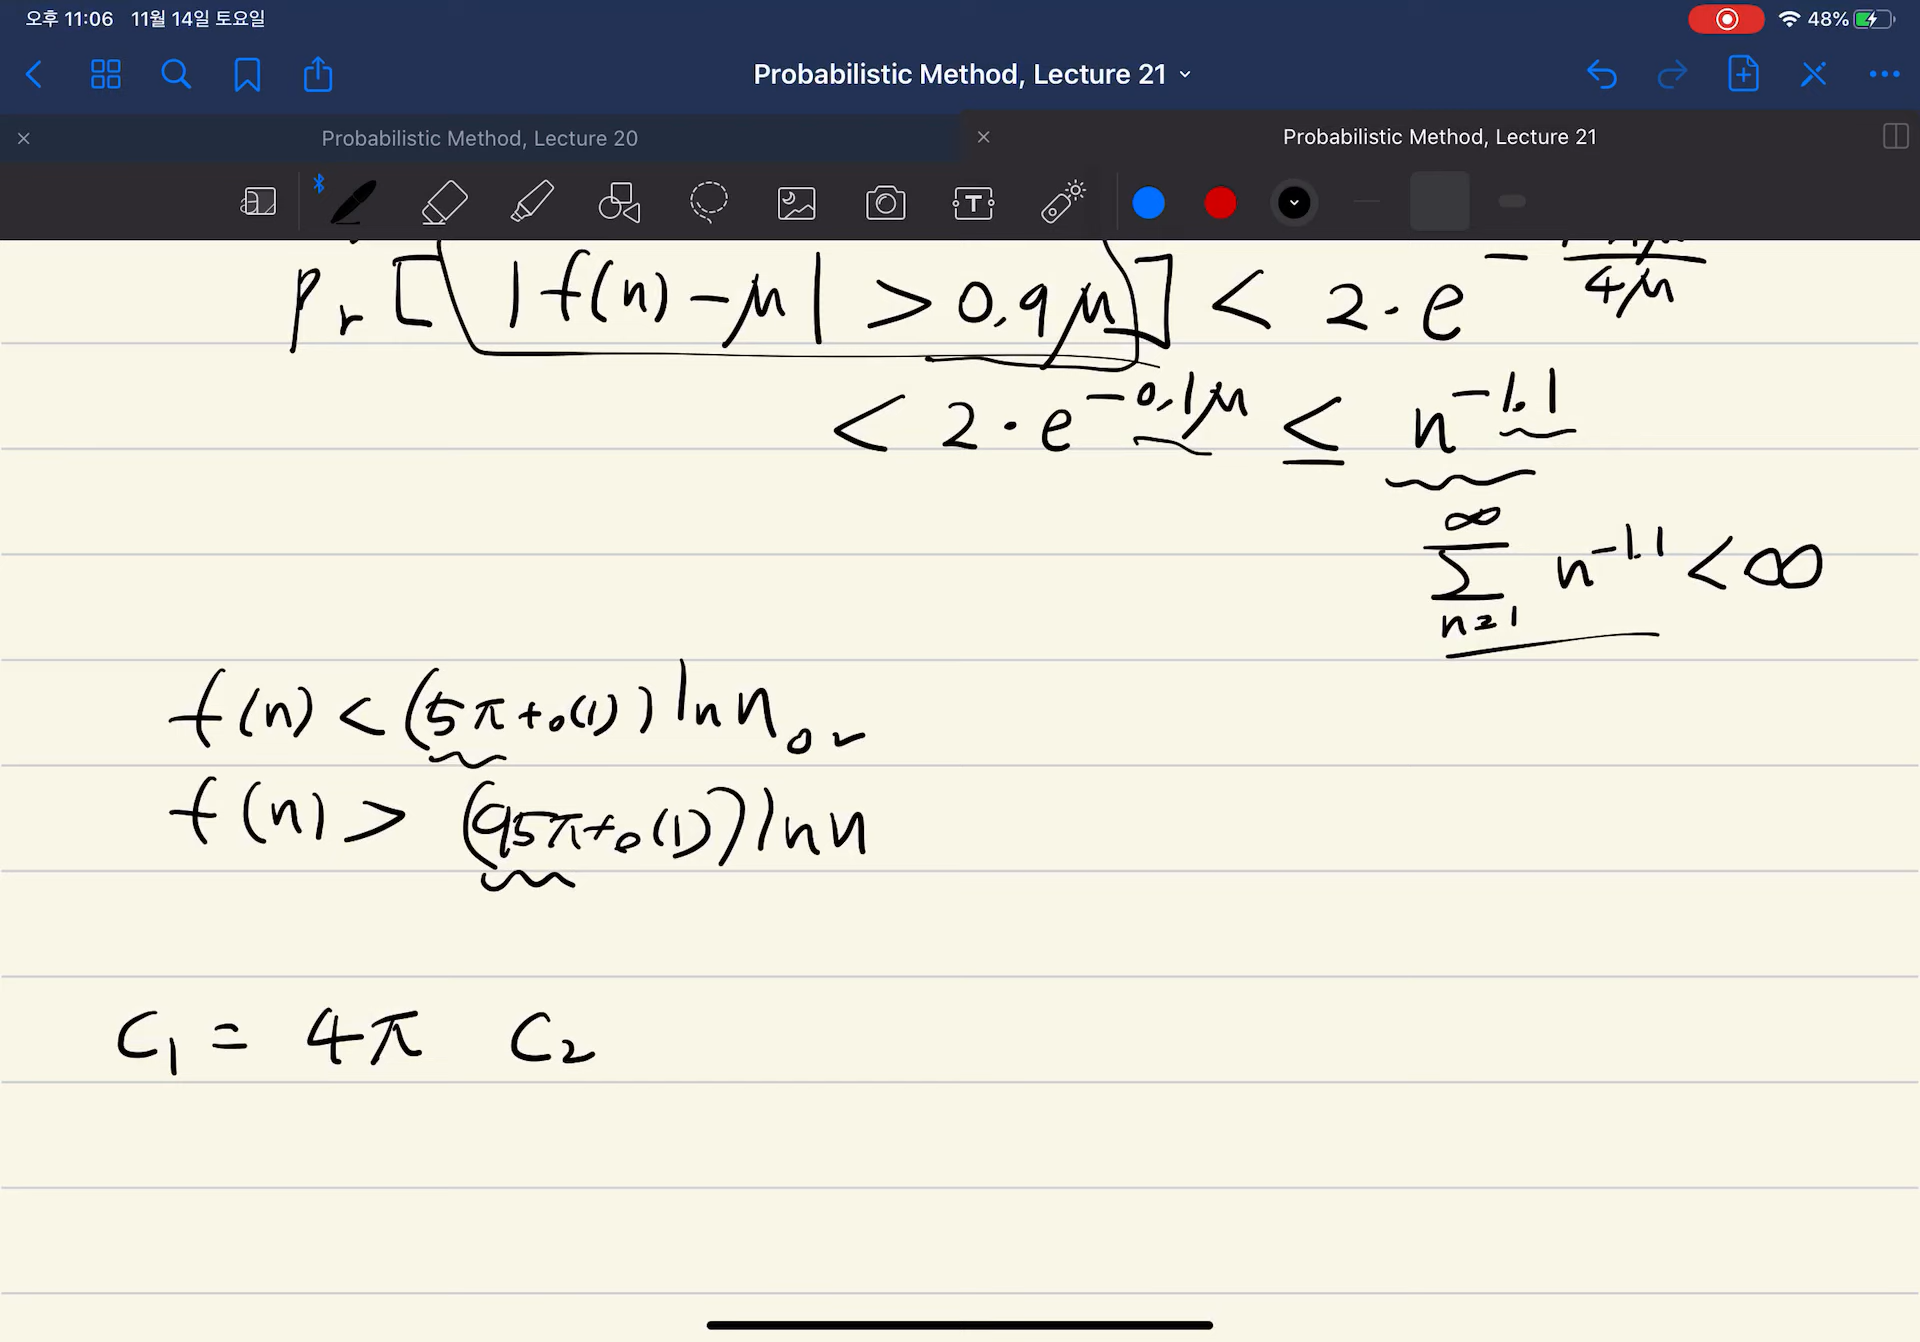 오후 11:06 11월 14일 토요일
48%
Probabilistic Method, Lecture 21
Probabilistic Method, Lecture 20
Probabilistic Method, Lecture 21
T
Pr [ |f(n) - μ| > 0.9μ ] < 2 · e^-
4μ
< 2 · e^-0.1μ ≤ n^-1.1
∞
Σ n^-1.1 < ∞
n=1
f(n) < (5π + o(1)) ln n or
f(n) > (95π + o(1)) ln n
C₁ = 4π C₂